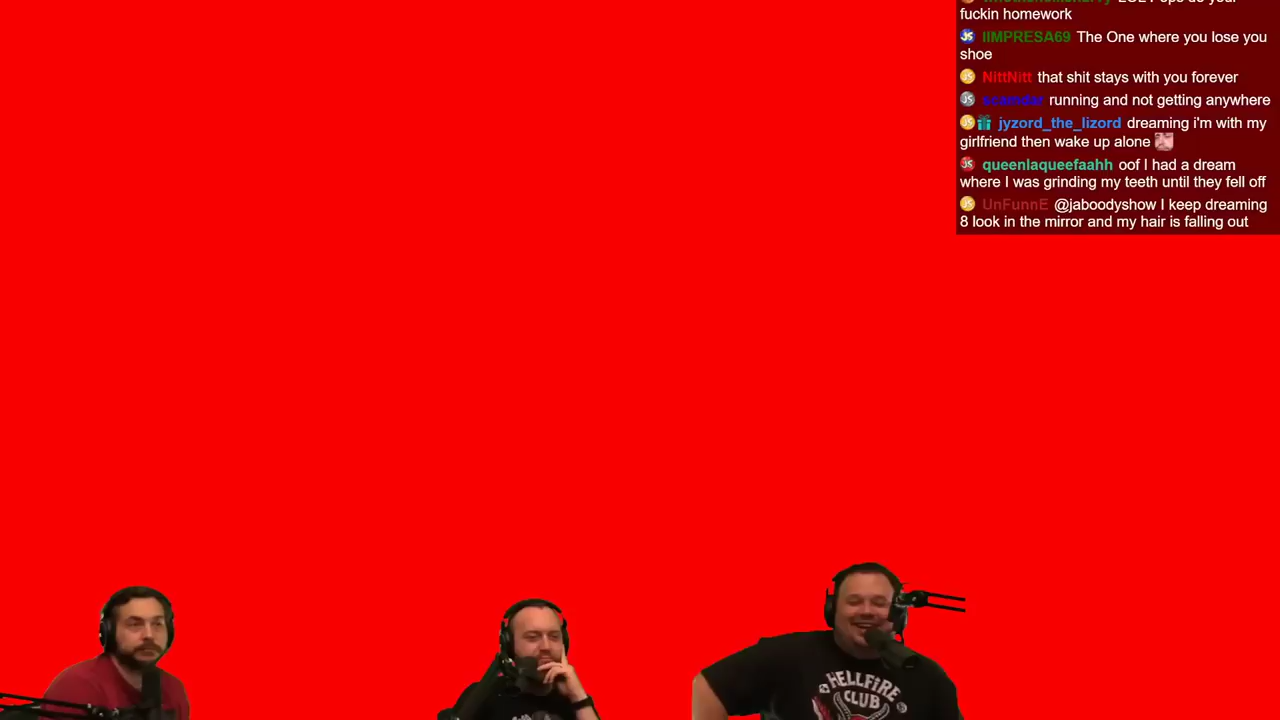 fuckin homework
IIMPRESA69 The One where you lose you
shoe
NittNitt that shit stays with you forever
scamdar running and not getting anywhere
jyzord_the_lizord dreaming i'm with my
girlfriend then wake up alone
queenlaqueefaahh oof I had a dream
where I was grinding my teeth until they fell off
UnFunnE @jaboodyshow I keep dreaming
8 look in the mirror and my hair is falling out
HELLFIRE
CLUB